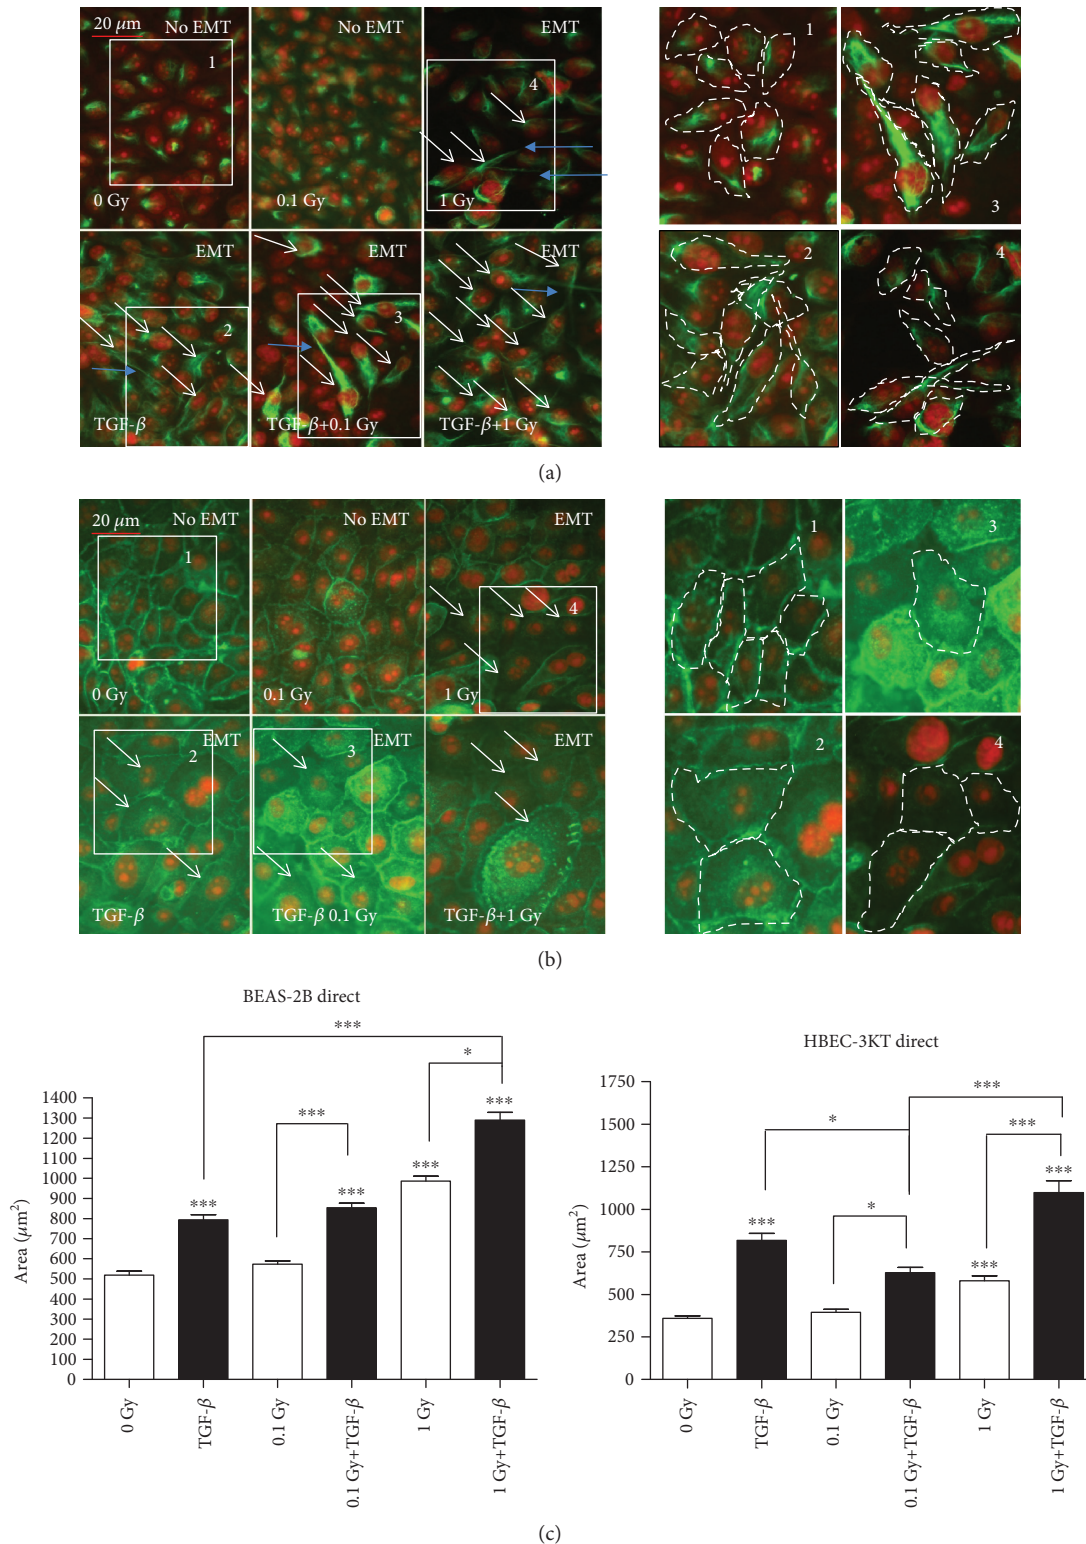 20 μm
No EMT
No EMT
EMT
1
4
0 Gy
0.1 Gy
1 Gy
EMT
EMT
EMT
2
3
TGF-β
TGF-β+0.1 Gy
TGF-β+1 Gy
1
3
2
4
(a)
20 μm
No EMT
No EMT
EMT
1
4
0 Gy
0.1 Gy
1 Gy
EMT
EMT
EMT
2
3
TGF-β
TGF-β 0.1 Gy
TGF-β+1 Gy
1
3
2
4
(b)
BEAS-2B direct
***
*
***
***
***
***
***
Area (μm²)
1400
1300
1200
1100
1000
900
800
700
600
500
400
300
200
100
0
0 Gy
TGF-β
0.1 Gy
0.1 Gy+TGF-β
1 Gy
1 Gy+TGF-β
HBEC-3KT direct
***
*
***
***
*
***
***
Area (μm²)
1750
1500
1250
1000
750
500
250
0
0 Gy
TGF-β
0.1 Gy
0.1 Gy+TGF-β
1 Gy
1 Gy+TGF-β
(c)